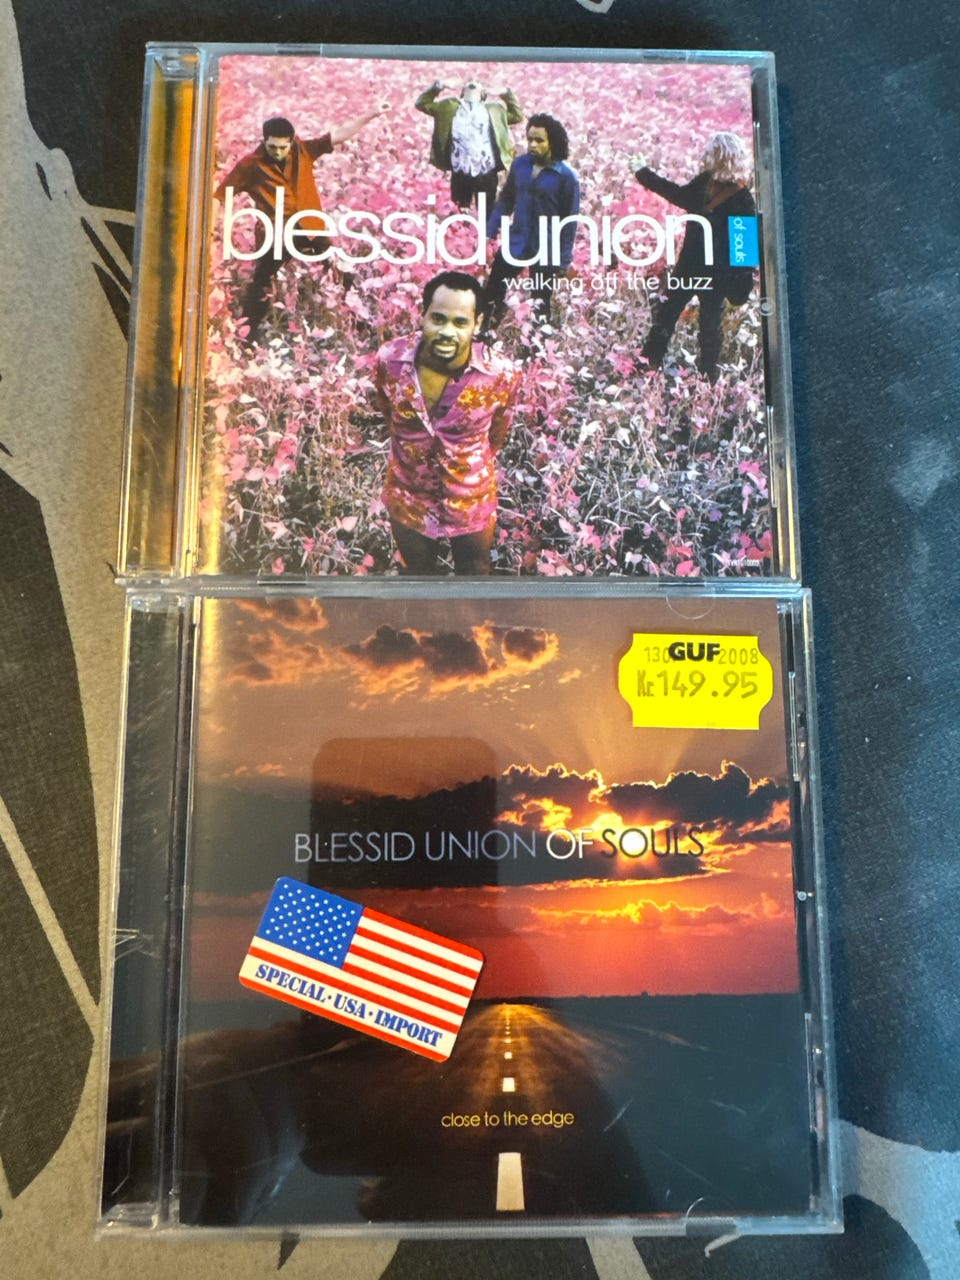 blessid union
of souls
walking off the buzz
GUF
2008
Kr.149.95
BLESSID UNION OF SOULS
SPECIAL·USA·IMPORT
close to the edge